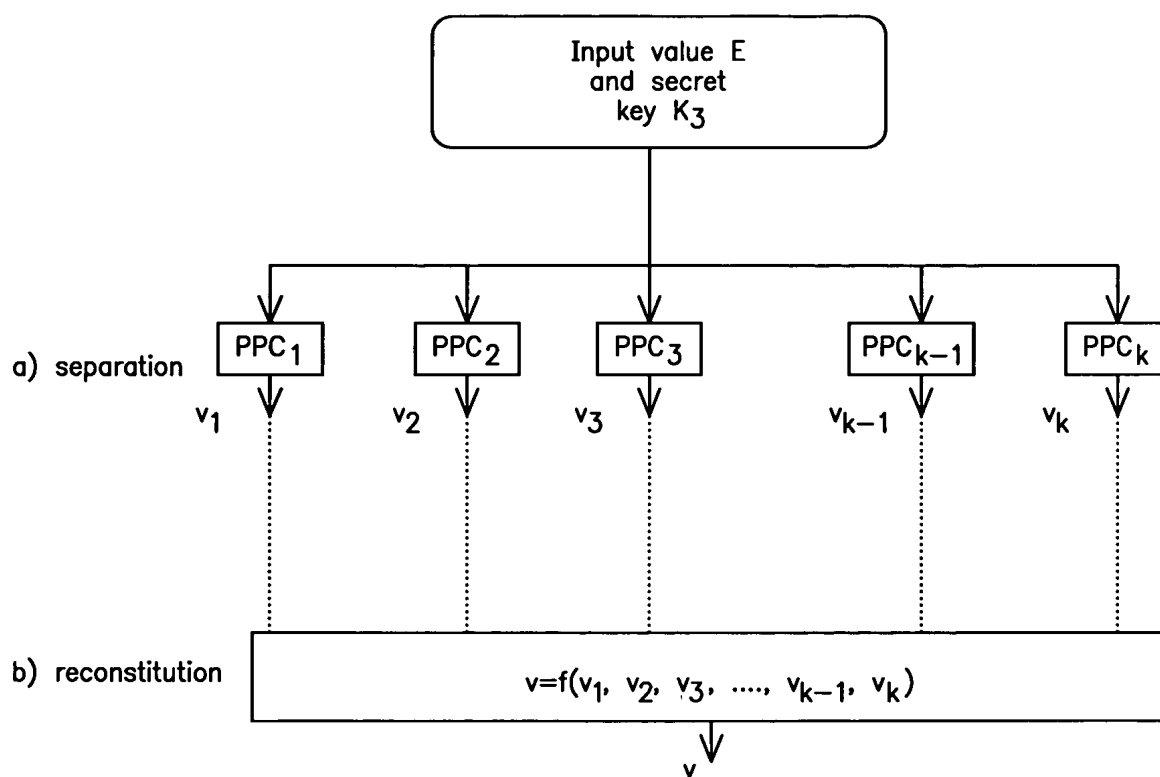 Input value E
and secret
key K₃
a) separation
PPC₁ PPC₂ PPC₃ PPCₖ₋₁ PPCₖ
v₁ v₂ v₃ vₖ₋₁ vₖ
b) reconstitution
v=f(v₁, v₂, v₃, ...., vₖ₋₁, vₖ)
v